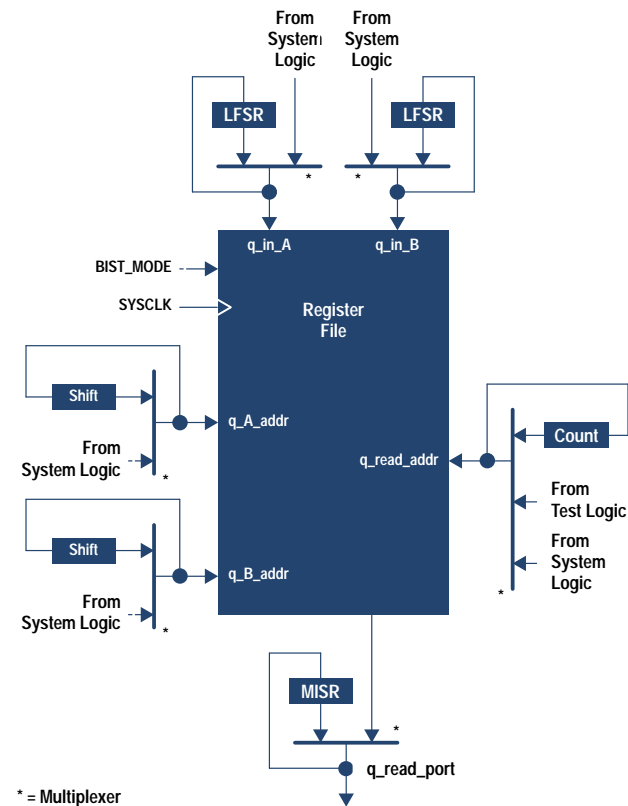 From
System
Logic
From
System
Logic
LFSR
LFSR
*
*
q_in_A
q_in_B
BIST_MODE
SYSCLK
Register
File
Shift
q_A_addr
From
System Logic
*
Count
q_read_addr
From
Test Logic
From
System
Logic
*
Shift
q_B_addr
From
System Logic
*
MISR
*
q_read_port
* = Multiplexer